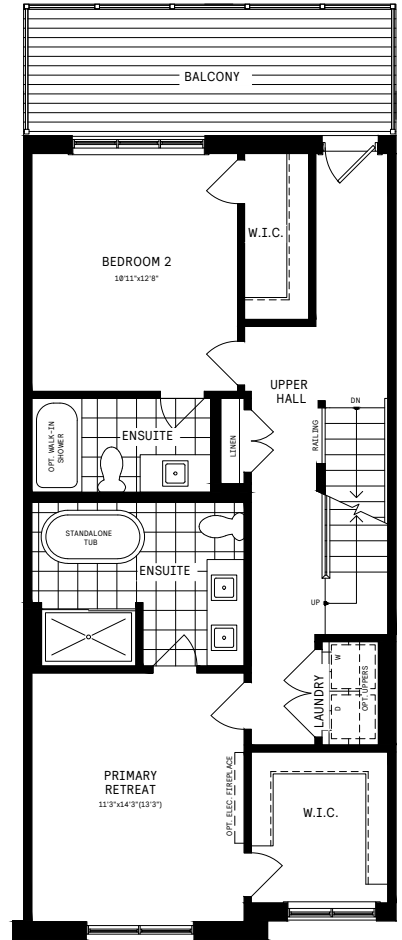 BALCONY
W.I.C.
BEDROOM 2
10'11"x12'8"
UPPER
HALL
DN
OPT. WALK-IN
SHOWER
ENSUITE
LINEN
RAILING
STANDALONE
TUB
ENSUITE
UP
LAUNDRY
W
D
OPT. UPPERS
PRIMARY
RETREAT
11'3"x14'3"(13'3")
OPT. ELEC. FIREPLACE
W.I.C.